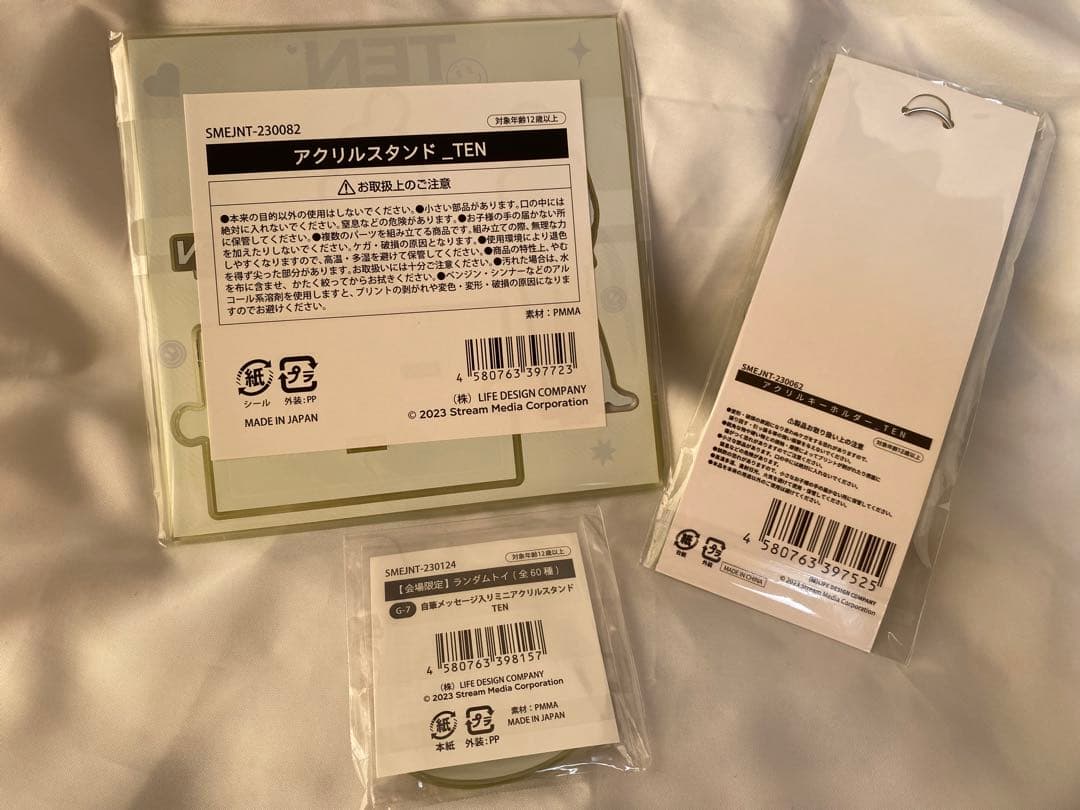 TEN
SMEJNT-230082
対象年齢12歳以上
アクリルスタンド _TEN
⚠お取扱上のご注意
●本来の目的以外の使用はしないでください。●小さい部品があります。口の中には
絶対に入れないでください。窒息などの危険があります。●お子様の手の届かない所
に保管してください。●複数のパーツを組み立てる商品です。組み立ての際、無理な力
を加えたりしないでください。ケガ・破損の原因となります。●使用環境により退色
しやすくなりますので、高温・多湿を避けて保管してください。●商品の特性上、やむ
を得ず尖った部分があります。お取扱いには十分ご注意ください。●汚れた場合は、水
を布に含ませ、かたく絞ってからお拭きください。●ベンジン・シンナーなどのアル
コール系溶剤を使用しますと、プリントの剥がれや変色・変形・破損の原因になりま
すのでお避けください。
素材：PMMA
紙
シール
プラ
外装：PP
4 580763 397723
MADE IN JAPAN
（株）LIFE DESIGN COMPANY
© 2023 Stream Media Corporation
SMEJNT-230062
アクリルキーホルダー_TEN
⚠製品お取り扱い上の注意
対象年齢12歳以上
4 580763 397525
紙
台紙
プラ
外装
MADE IN CHINA
(株)LIFE DESIGN COMPANY
© 2023 Stream Media Corporation
SMEJNT-230124
対象年齢12歳以上
【会場限定】ランダムトイ（全60種）
G-7 自筆メッセージ入りミニアクリルスタンド
TEN
4 580763 398157
（株）LIFE DESIGN COMPANY
© 2023 Stream Media Corporation
紙
本紙
プラ
外装：PP
素材：PMMA
MADE IN JAPAN